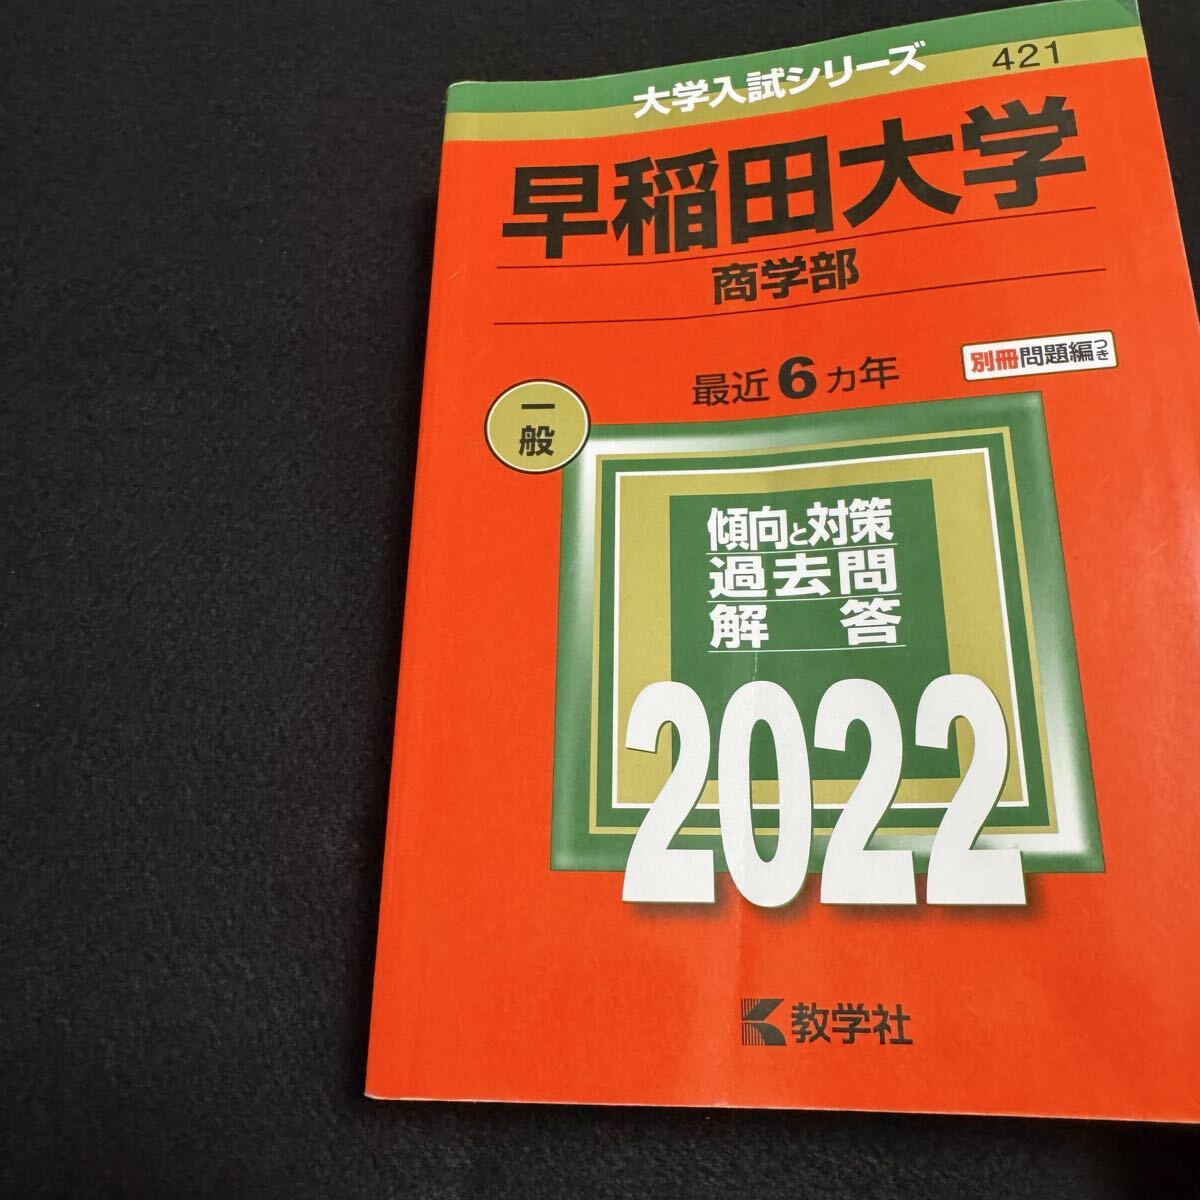 大学入試シリーズ
421
早稲田大学
商学部
最近6ヵ年
別冊問題編つき
一般
傾向と対策
過去問
解答
2022
教学社